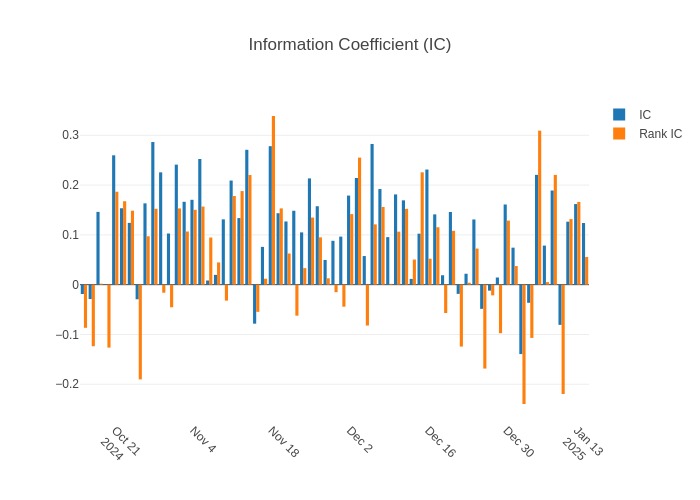 Information Coefficient (IC)
IC
Rank IC
0.3
0.2
0.1
0
−0.1
−0.2
Oct 21
2024
Nov 4
Nov 18
Dec 2
Dec 16
Dec 30
Jan 13
2025